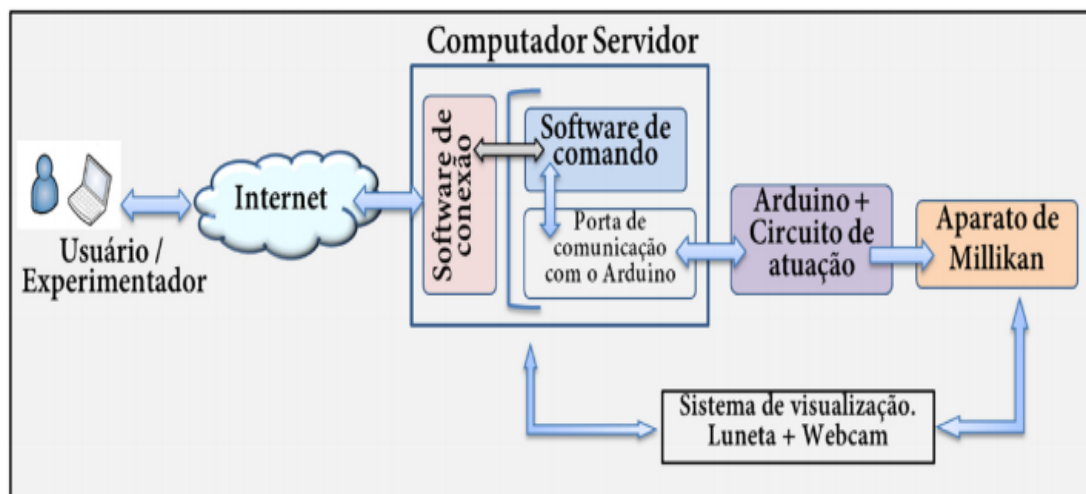 Computador Servidor
Usuário /
Experimentador
Internet
Software de
conexão
Software de
comando
Porta de
comunicação
com o Arduino
Arduino +
Circuito de
atuação
Aparato de
Millikan
Sistema de visualização.
Luneta + Webcam